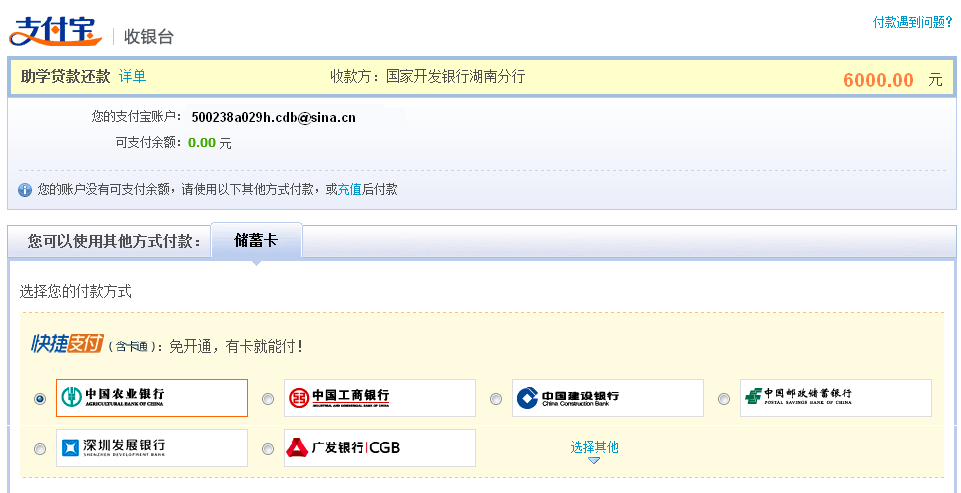 支付宝 收银台 付款遇到问题?
助学贷款还款 详单 收款方：国家开发银行湖南分行 6000.00 元
您的支付宝账户： 500238a029h.cdb@sina.cn
可支付余额： 0.00 元
您的账户没有可支付余额，请使用以下其他方式付款，或充值后付款
您可以使用其他方式付款： 储蓄卡
选择您的付款方式
快捷支付 (含卡通)：免开通，有卡就能付！
中国农业银行 中国工商银行 中国建设银行 中国邮政储蓄银行
AGRICULTURAL BANK OF CHINA INDUSTRIAL AND COMMERCIAL BANK OF CHINA China Construction Bank POSTAL SAVINGS BANK OF CHINA
深圳发展银行 广发银行|CGB 选择其他
SHENZHEN DEVELOPMENT BANK